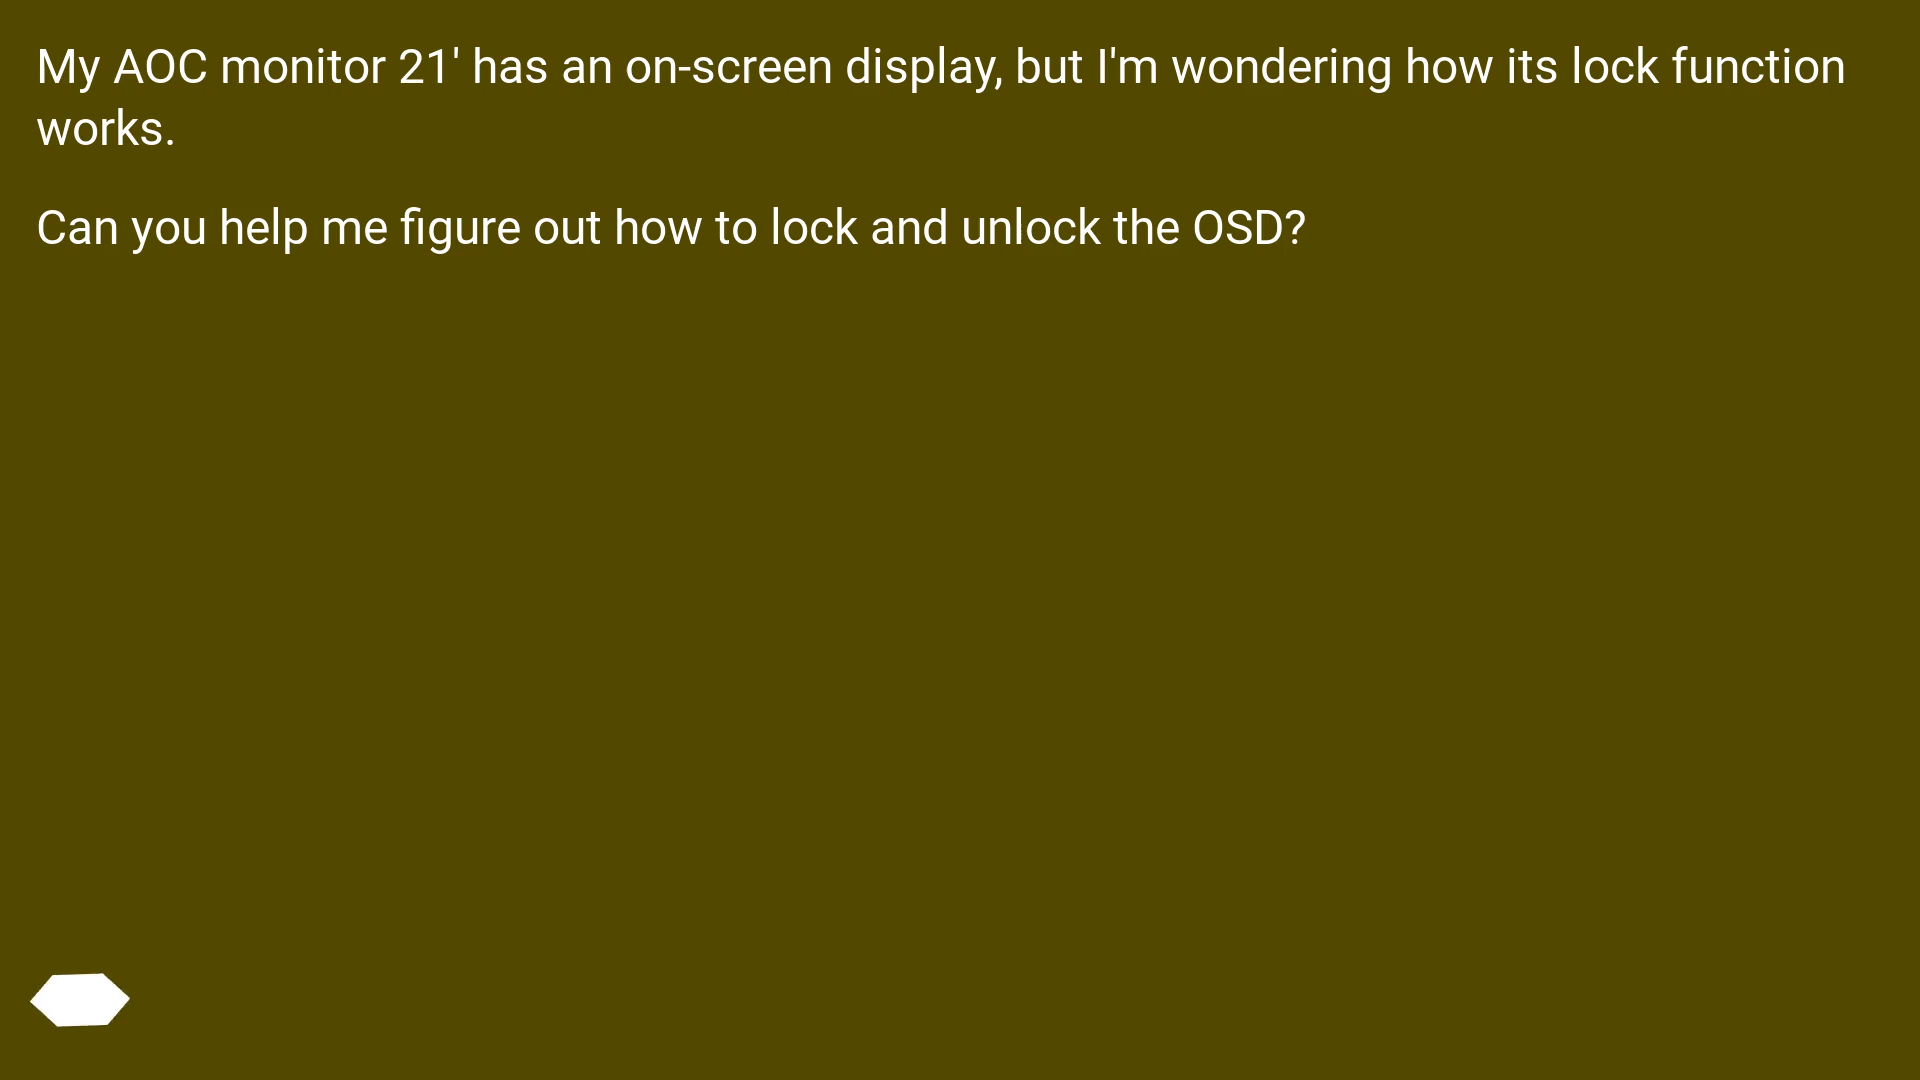 My AOC monitor 21' has an on-screen display, but I'm wondering how its lock function
works.
Can you help me figure out how to lock and unlock the OSD?